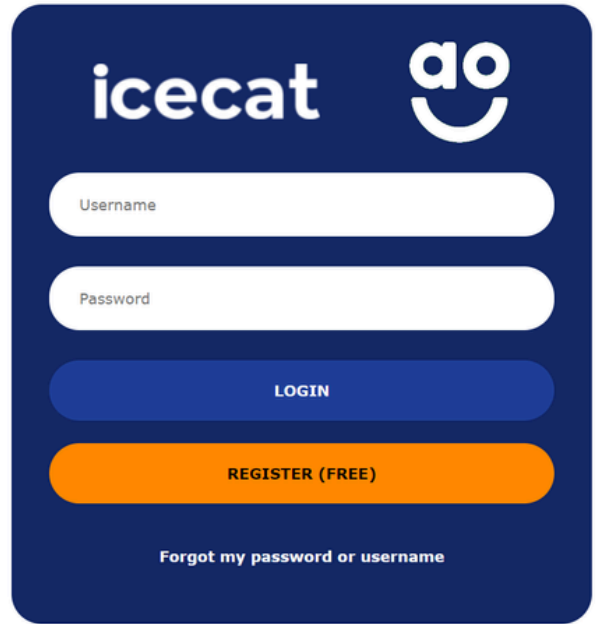 icecat ao
Username
Password
LOGIN
REGISTER (FREE)
Forgot my password or username